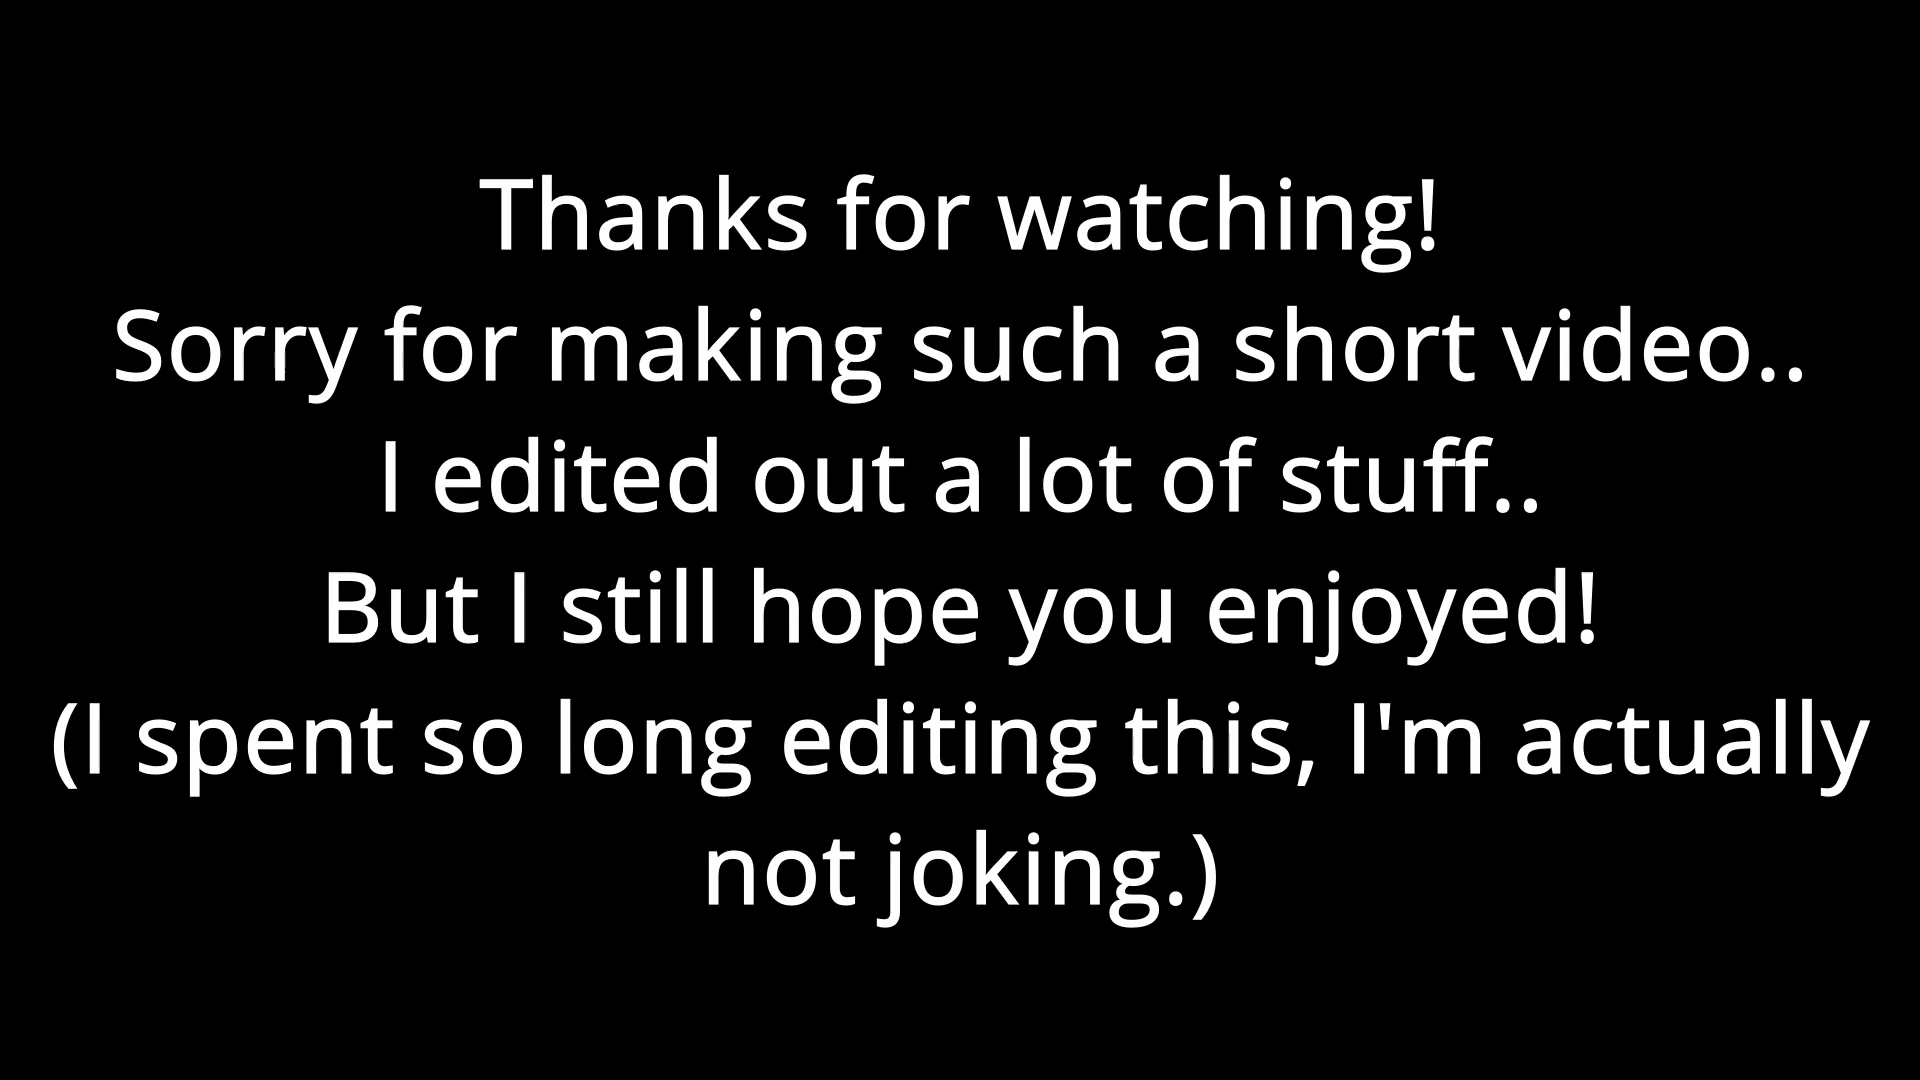 Thanks for watching!
Sorry for making such a short video..
I edited out a lot of stuff..
But I still hope you enjoyed!
(I spent so long editing this, I'm actually
not joking.)